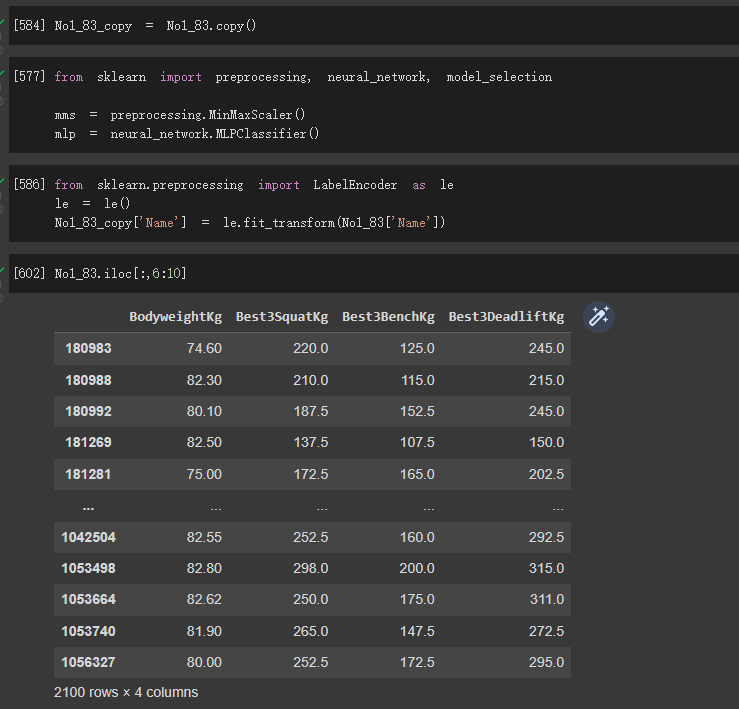 [584] No1_83_copy = No1_83.copy()
[577] from sklearn import preprocessing, neural_network, model_selection
mms = preprocessing.MinMaxScaler()
mlp = neural_network.MLPClassifier()
[586] from sklearn.preprocessing import LabelEncoder as le
le = le()
No1_83_copy['Name'] = le.fit_transform(No1_83['Name'])
[602] No1_83.iloc[:,6:10]
BodyweightKg Best3SquatKg Best3BenchKg Best3DeadliftKg
180983 74.60 220.0 125.0 245.0
180988 82.30 210.0 115.0 215.0
180992 80.10 187.5 152.5 245.0
181269 82.50 137.5 107.5 150.0
181281 75.00 172.5 165.0 202.5
... ... ... ... ...
1042504 82.55 252.5 160.0 292.5
1053498 82.80 298.0 200.0 315.0
1053664 82.62 250.0 175.0 311.0
1053740 81.90 265.0 147.5 272.5
1056327 80.00 252.5 172.5 295.0
2100 rows × 4 columns